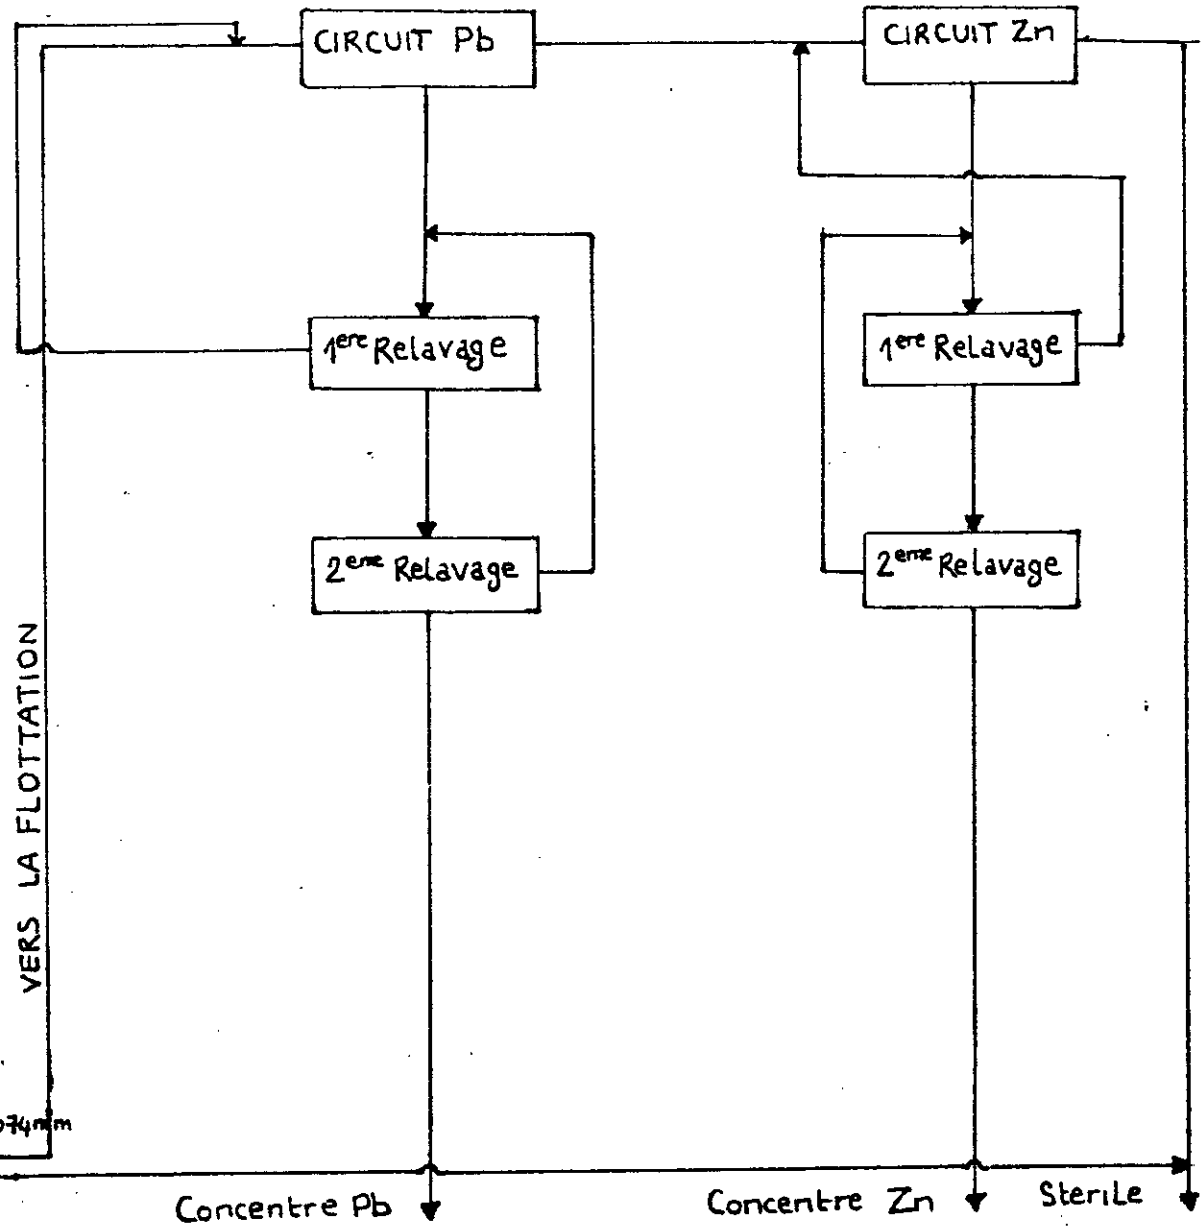 CIRCUIT Pb
CIRCUIT Zn
1ere Relavage
1ere Relavage
2eme Relavage
2eme Relavage
VERS LA FLOTTATION
074mm
Concentre Pb
Concentre Zn
Sterile